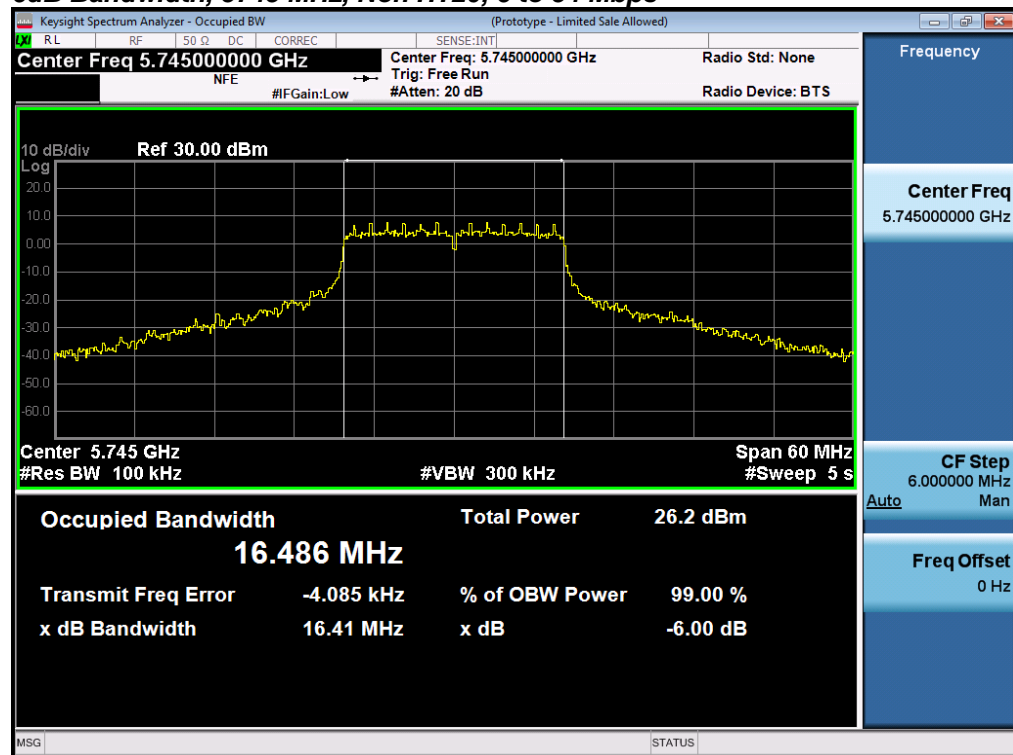 Keysight Spectrum Analyzer - Occupied BW (Prototype - Limited Sale Allowed)
LXI RL RF 50 Ω DC CORREC SENSE:INT
Center Freq 5.745000000 GHz
NFE
#IFGain:Low
Center Freq: 5.745000000 GHz
Trig: Free Run
#Atten: 20 dB
Radio Std: None
Radio Device: BTS
10 dB/div Ref 30.00 dBm
Log
20.0
10.0
0.00
-10.0
-20.0
-30.0
-40.0
-50.0
-60.0
Center 5.745 GHz Span 60 MHz
#Res BW 100 kHz #VBW 300 kHz #Sweep 5 s
Occupied Bandwidth Total Power 26.2 dBm
16.486 MHz
Transmit Freq Error -4.085 kHz % of OBW Power 99.00 %
x dB Bandwidth 16.41 MHz x dB -6.00 dB
Frequency
Center Freq
5.745000000 GHz
CF Step
6.000000 MHz
Auto Man
Freq Offset
0 Hz
MSG STATUS